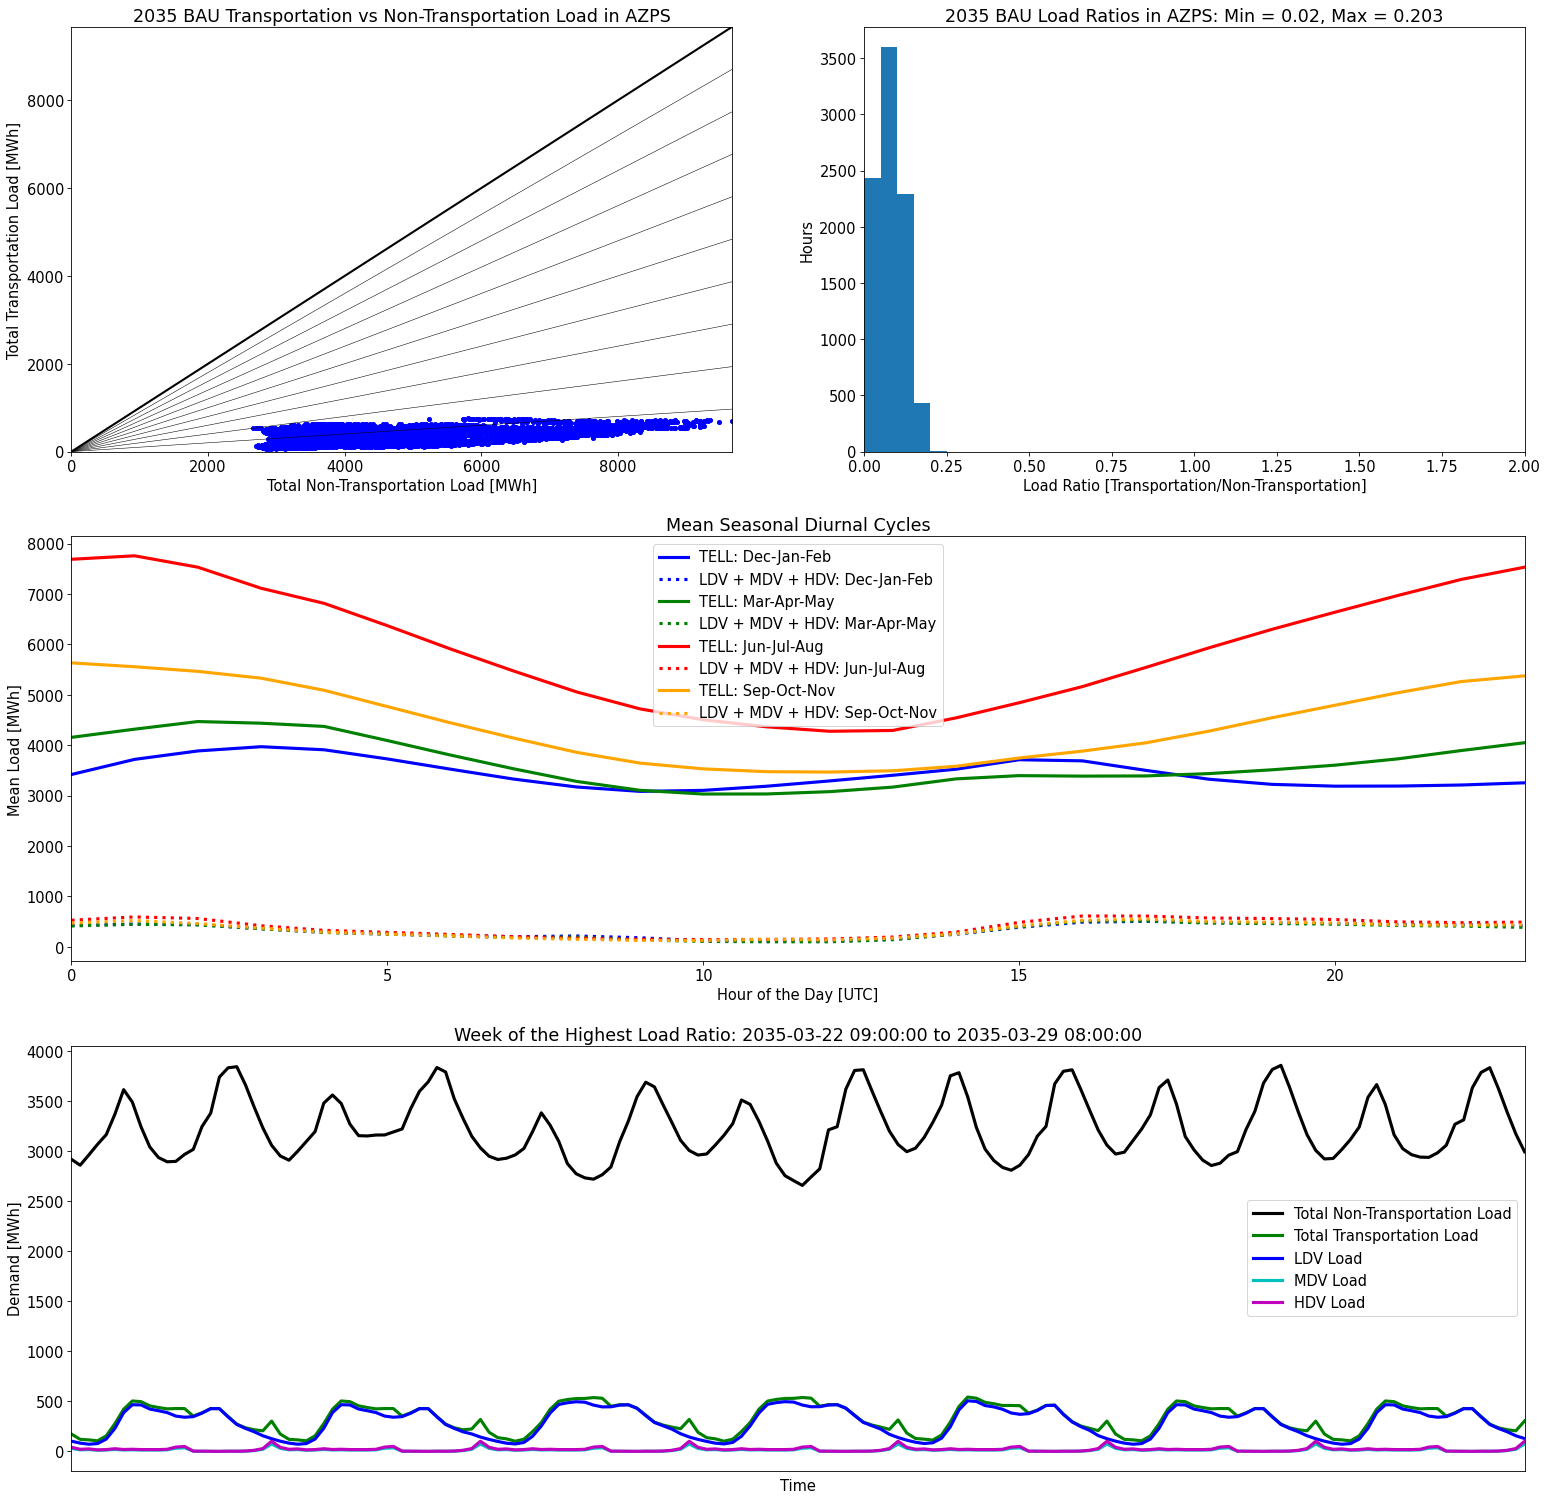 2035 BAU Transportation vs Non-Transportation Load in AZPS
Total Transportation Load [MWh]
8000
6000
4000
2000
0
0 2000 4000 6000 8000
Total Non-Transportation Load [MWh]
2035 BAU Load Ratios in AZPS: Min = 0.02, Max = 0.203
Hours
3500
3000
2500
2000
1500
1000
500
0
0.00 0.25 0.50 0.75 1.00 1.25 1.50 1.75 2.00
Load Ratio [Transportation/Non-Transportation]
Mean Seasonal Diurnal Cycles
Mean Load [MWh]
8000
7000
6000
5000
4000
3000
2000
1000
0
TELL: Dec-Jan-Feb
LDV + MDV + HDV: Dec-Jan-Feb
TELL: Mar-Apr-May
LDV + MDV + HDV: Mar-Apr-May
TELL: Jun-Jul-Aug
LDV + MDV + HDV: Jun-Jul-Aug
TELL: Sep-Oct-Nov
LDV + MDV + HDV: Sep-Oct-Nov
0 5 10 15 20
Hour of the Day [UTC]
Week of the Highest Load Ratio: 2035-03-22 09:00:00 to 2035-03-29 08:00:00
Demand [MWh]
4000
3500
3000
2500
2000
1500
1000
500
0
Total Non-Transportation Load
Total Transportation Load
LDV Load
MDV Load
HDV Load
Time